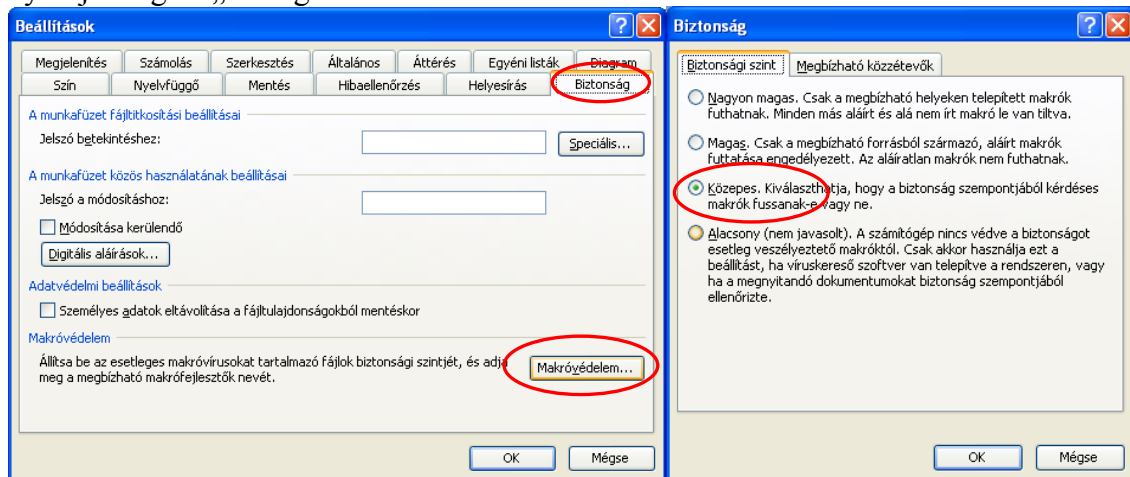 Beállítások
Megjelenítés Számolás Szerkesztés Általános Áttérés Egyéni listák Diagram
Szín Nyelvfüggő Mentés Hibaellenőrzés Helyesírás Biztonság
A munkafüzet fájltitkosítási beállításai
Jelszó betekintéshez:
Speciális...
A munkafüzet közös használatának beállításai
Jelszó a módosításhoz:
Módosítása kerülendő
Digitális aláírások...
Adatvédelmi beállítások
Személyes adatok eltávolítása a fájltulajdonságokból mentéskor
Makróvédelem
Állítsa be az esetleges makróvírusokat tartalmazó fájlok biztonsági szintjét, és adja
meg a megbízható makrófejlesztők nevét.
Makróvédelem...
OK Mégse
Biztonság
Biztonsági szint Megbízható közzétevők
Nagyon magas. Csak a megbízható helyeken telepített makrók
futhatnak. Minden más aláírt és alá nem írt makró le van tiltva.
Magas. Csak a megbízható forrásból származó, aláírt makrók
futtatása engedélyezett. Az aláíratlan makrók nem futhatnak.
Közepes. Kiválaszthatja, hogy a biztonság szempontjából kérdéses
makrók fussanak-e vagy ne.
Alacsony (nem javasolt). A számítógép nincs védve a biztonságot
esetleg veszélyeztető makróktól. Csak akkor használja ezt a
beállítást, ha víruskereső szoftver van telepítve a rendszeren, vagy
ha a megnyitandó dokumentumokat biztonság szempontjából
ellenőrizte.
OK Mégse